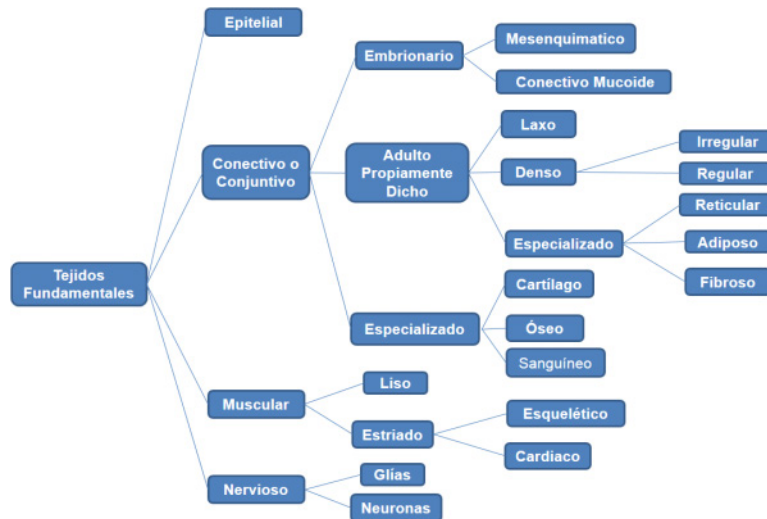 Epitelial
Embrionario
Mesenquimatico
Conectivo Mucoide
Conectivo o
Conjuntivo
Adulto
Propiamente
Dicho
Laxo
Denso
Irregular
Regular
Especializado
Reticular
Adiposo
Fibroso
Tejidos
Fundamentales
Especializado
Cartílago
Óseo
Sanguíneo
Muscular
Liso
Estriado
Esquelético
Cardiaco
Nervioso
Glías
Neuronas